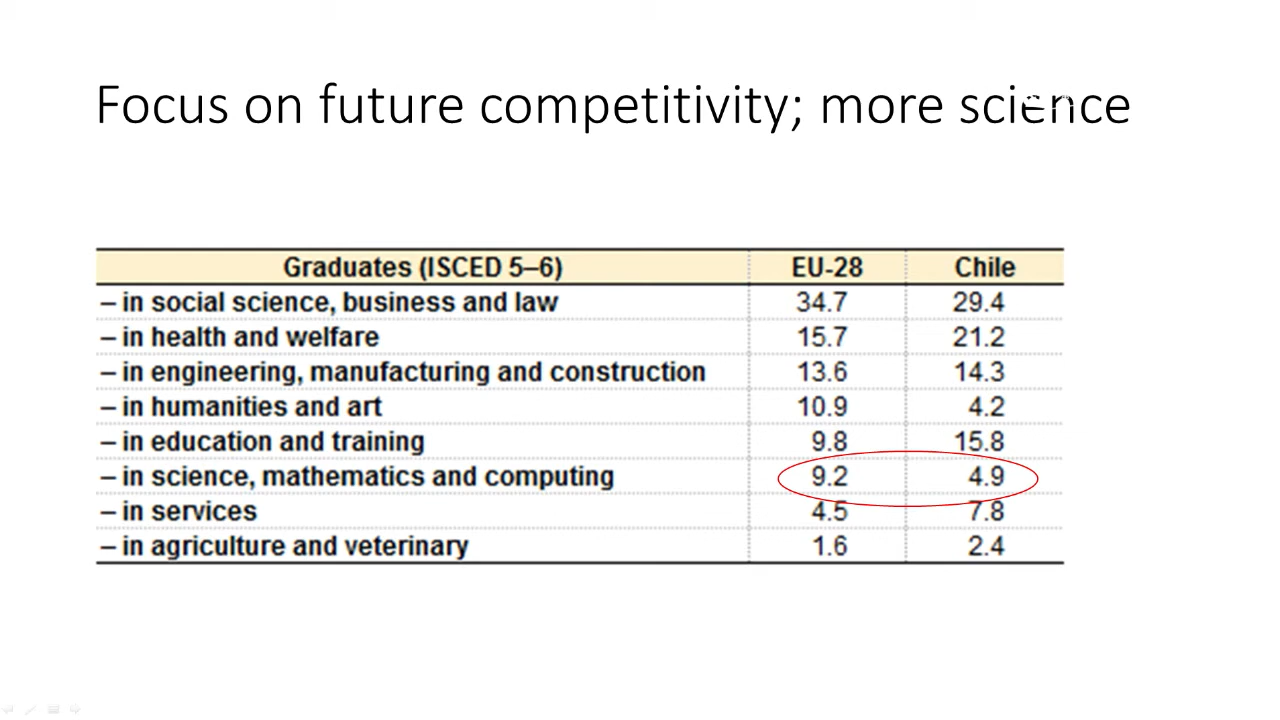 Focus on future competitivity; more science
Graduates (ISCED 5–6) EU-28 Chile
– in social science, business and law 34.7 29.4
– in health and welfare 15.7 21.2
– in engineering, manufacturing and construction 13.6 14.3
– in humanities and art 10.9 4.2
– in education and training 9.8 15.8
– in science, mathematics and computing 9.2 4.9
– in services 4.5 7.8
– in agriculture and veterinary 1.6 2.4